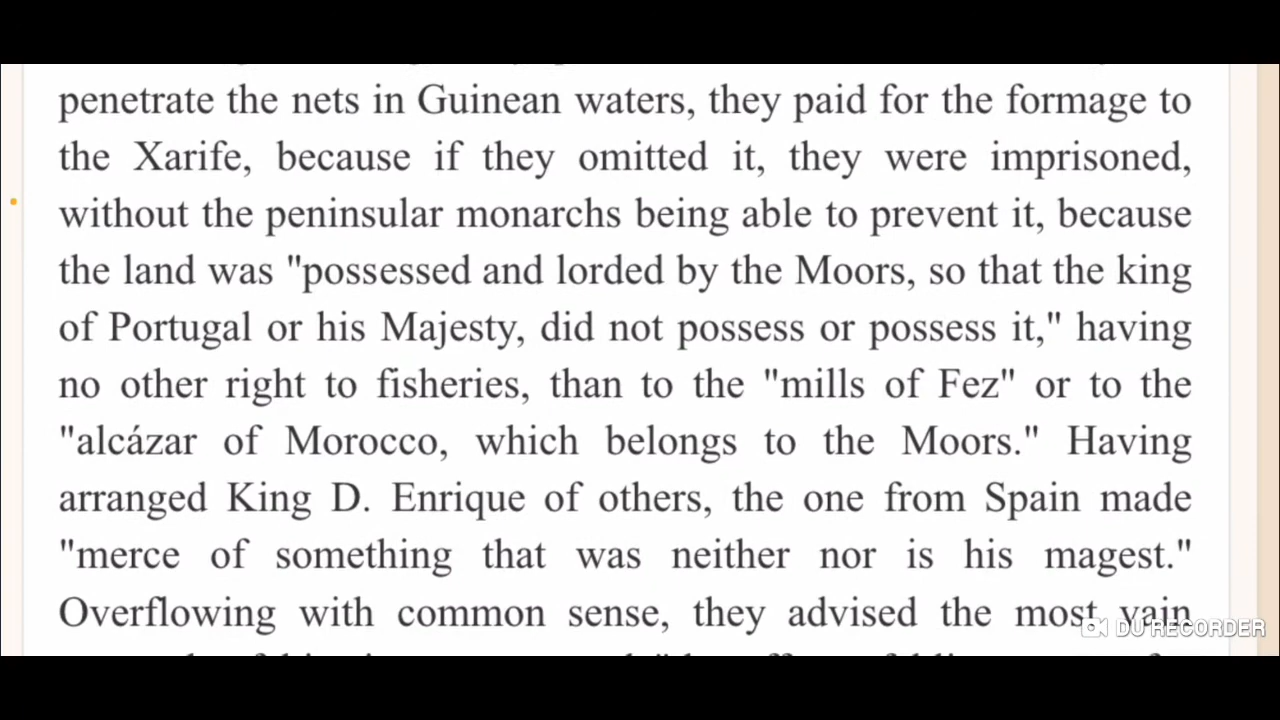 penetrate the nets in Guinean waters, they paid for the formage to
the Xarife, because if they omitted it, they were imprisoned,
without the peninsular monarchs being able to prevent it, because
the land was "possessed and lorded by the Moors, so that the king
of Portugal or his Majesty, did not possess or possess it," having
no other right to fisheries, than to the "mills of Fez" or to the
"alcázar of Morocco, which belongs to the Moors." Having
arranged King D. Enrique of others, the one from Spain made
"merce of something that was neither nor is his magest."
Overflowing with common sense, they advised the most vain
DU RECORDER